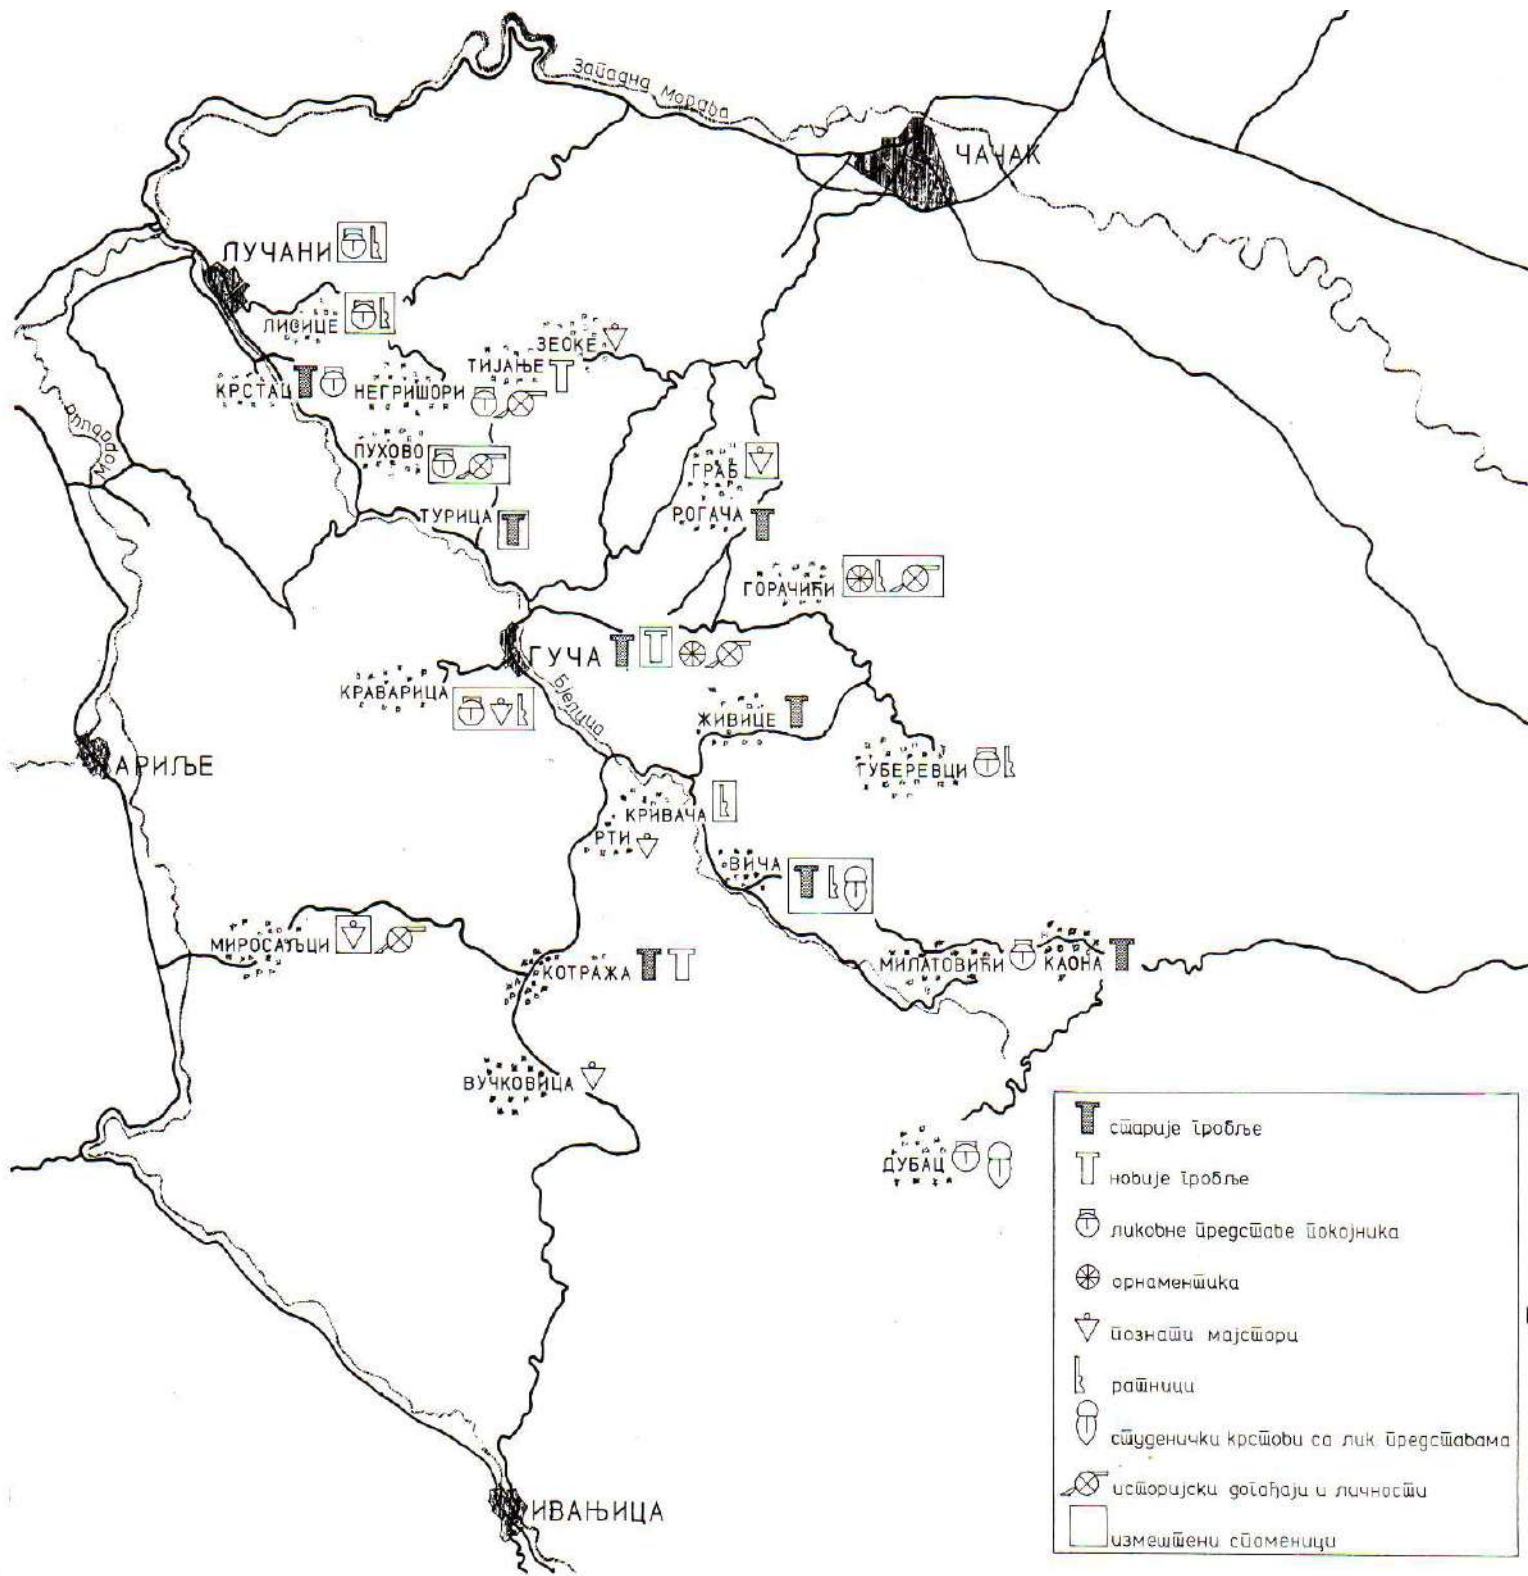 Западна Морава
ЧАЧАК
ЛУЧАНИ
ЛИСИЦЕ
ЗЕОКЕ
ТИЈАЊЕ
КРСТАЦ
НЕГРИШОРИ
Моравица
ПУХОВО
ГРАБ
ТУРИЦА
РОГАЧА
ГОРАЧИЋИ
ГУЧА
КРАВАРИЦА
Бјелица
ЖИВИЦЕ
АРИЉЕ
ГУБЕРЕВЦИ
КРИВАЧА
РТИ
ВИЧА
МИРОСАЉЦИ
КОТРАЖА
МИЛАТОВИЋИ
КАОНА
ВУЧКОВИЦА
ДУБАЦ
ИВАЊИЦА
старије гробље
новије гробље
ликовне представе покојника
орнаментика
познати мајстори
ратници
студенички крстови са лик. представама
историјски догађаји и личности
измештени споменици